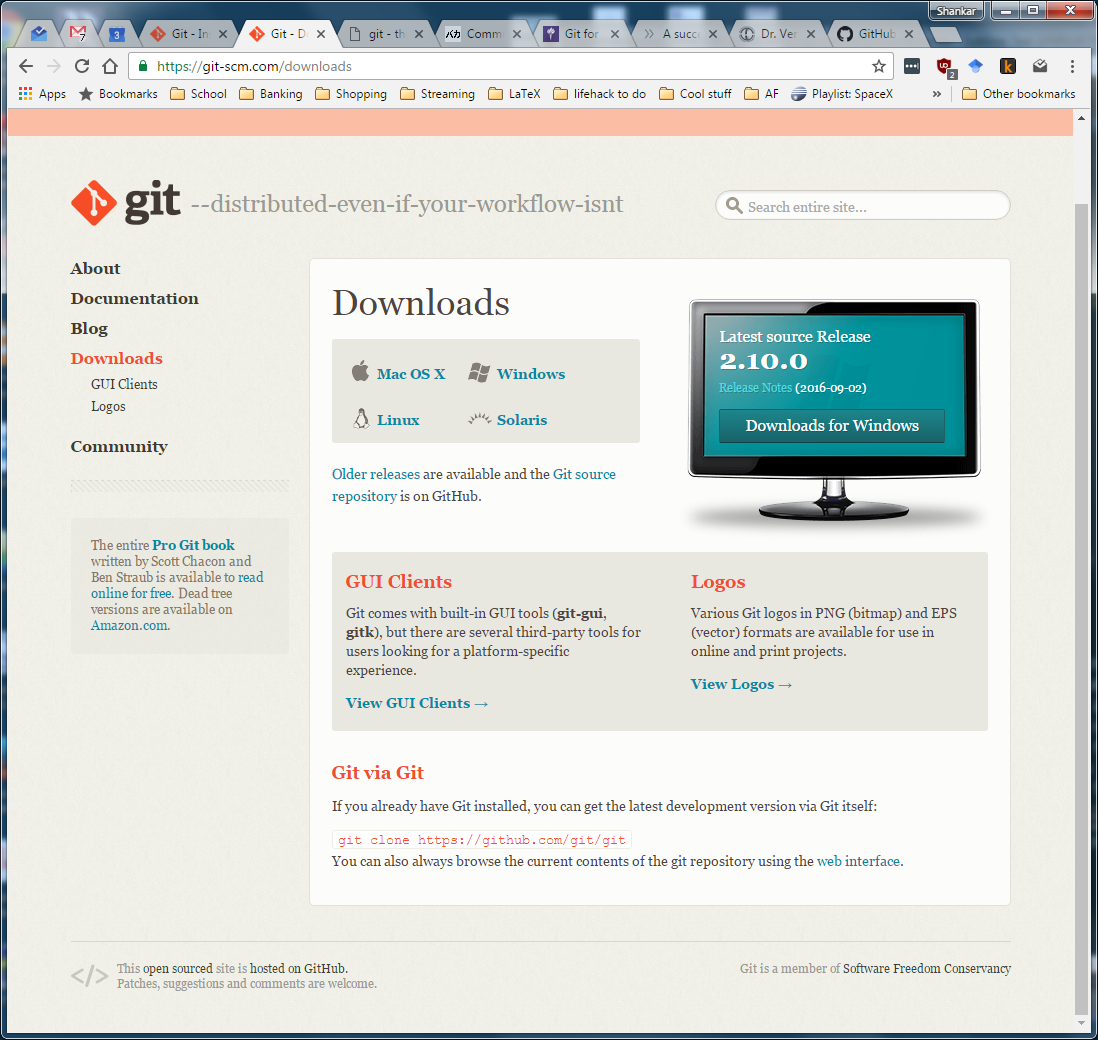 Shankar
7
3
Git - In
Git - D
git - th
バカ Comm
Git for
A succ
Dr. Ver
GitHub
https://git-scm.com/downloads
2
k
Apps
Bookmarks
School
Banking
Shopping
Streaming
LaTeX
lifehack to do
Cool stuff
AF
Playlist: SpaceX
»
Other bookmarks
git --distributed-even-if-your-workflow-isnt
Search entire site...
About
Documentation
Blog
Downloads
GUI Clients
Logos
Community
The entire Pro Git book
written by Scott Chacon and
Ben Straub is available to read
online for free. Dead tree
versions are available on
Amazon.com.
Downloads
Mac OS X
Windows
Linux
Solaris
Older releases are available and the Git source
repository is on GitHub.
Latest source Release
2.10.0
Release Notes (2016-09-02)
Downloads for Windows
GUI Clients
Git comes with built-in GUI tools (git-gui,
gitk), but there are several third-party tools for
users looking for a platform-specific
experience.
View GUI Clients →
Logos
Various Git logos in PNG (bitmap) and EPS
(vector) formats are available for use in
online and print projects.
View Logos →
Git via Git
If you already have Git installed, you can get the latest development version via Git itself:
git clone https://github.com/git/git
You can also always browse the current contents of the git repository using the web interface.
</>
This open sourced site is hosted on GitHub.
Patches, suggestions and comments are welcome.
Git is a member of Software Freedom Conservancy